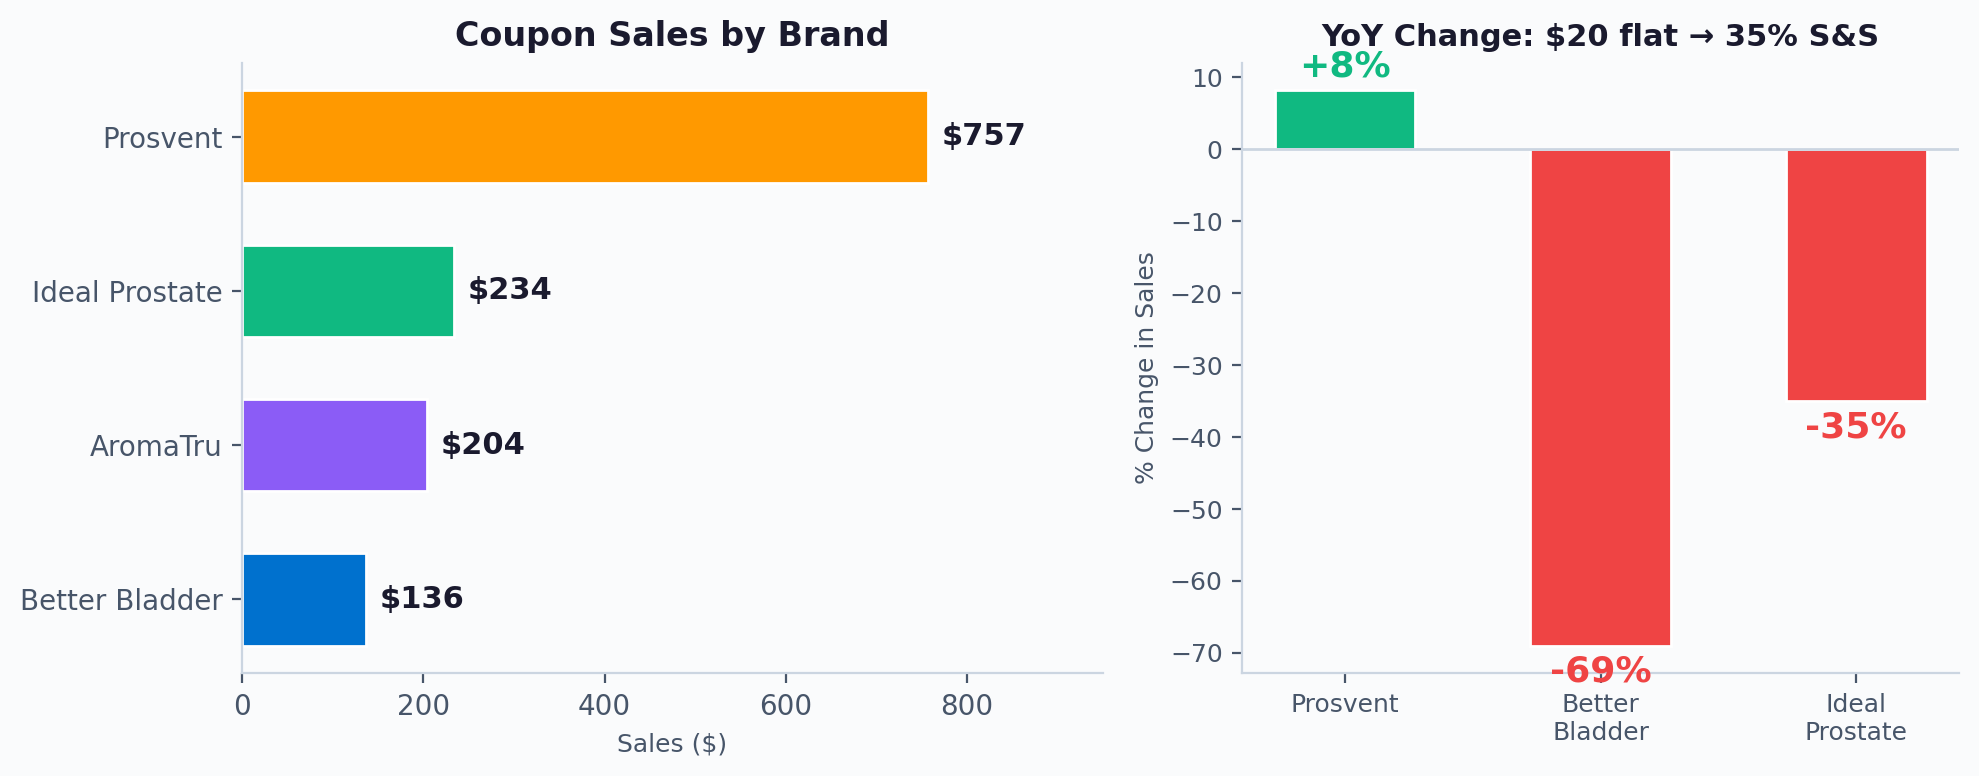 Coupon Sales by Brand
Prosvent
$757
Ideal Prostate
$234
AromaTru
$204
Better Bladder
$136
0 200 400 600 800
Sales ($)
YoY Change: $20 flat → 35% S&S
+8%
10
0
−10
−20
−30
−40
−50
−60
−70
% Change in Sales
-35%
-69%
Prosvent
Better
Bladder
Ideal
Prostate